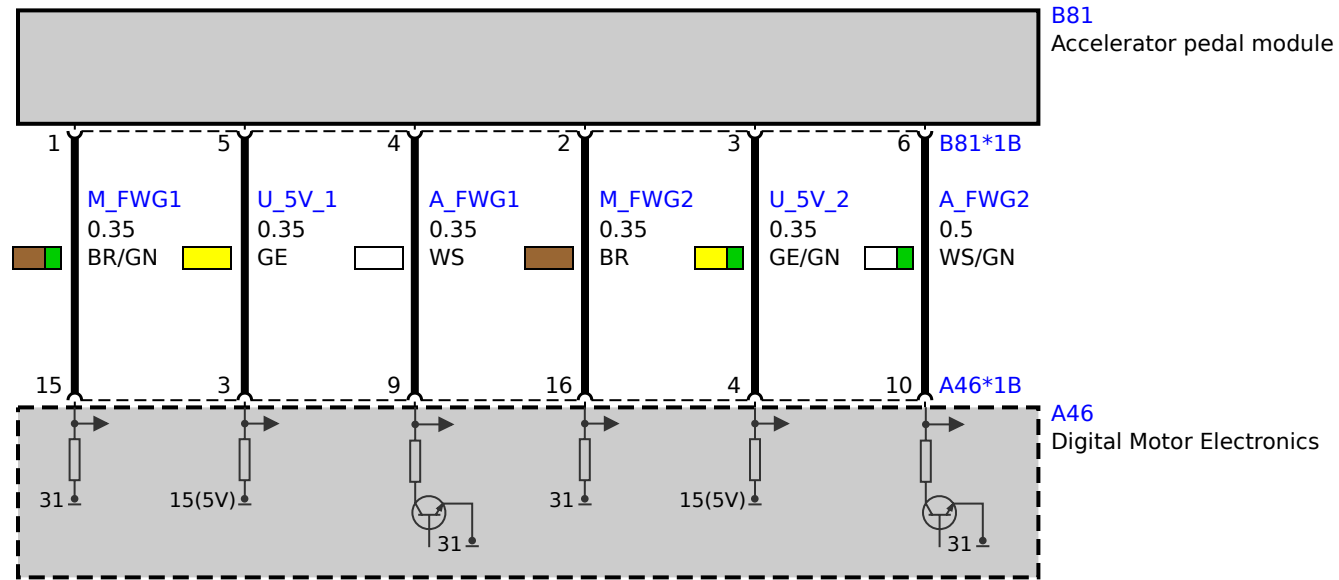 B81
Accelerator pedal module
1 5 4 2 3 6 B81*1B
M_FWG1 U_5V_1 A_FWG1 M_FWG2 U_5V_2 A_FWG2
0.35 0.35 0.35 0.35 0.35 0.5
BR/GN GE WS BR GE/GN WS/GN
15 3 9 16 4 10 A46*1B
A46
Digital Motor Electronics
31 15(5V) 31 15(5V)
31 31